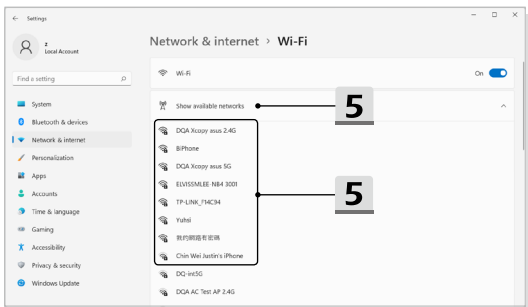 Settings
z
Local Account
Find a setting
System
Bluetooth & devices
Network & internet
Personalization
Apps
Accounts
Time & language
Gaming
Accessibility
Privacy & security
Windows Update
Network & internet > Wi-Fi
Wi-Fi
On
Show available networks
5
DQA Xcopy asus 2.4G
BiPhone
DQA Xcopy asus 5G
ELVISSMLEE-NB4 3001
5
TP-LINK_F14C94
Yuhsi
我的網路有密碼
Chin Wei Justin's iPhone
DQ-int5G
DQA AC Test AP 2.4G